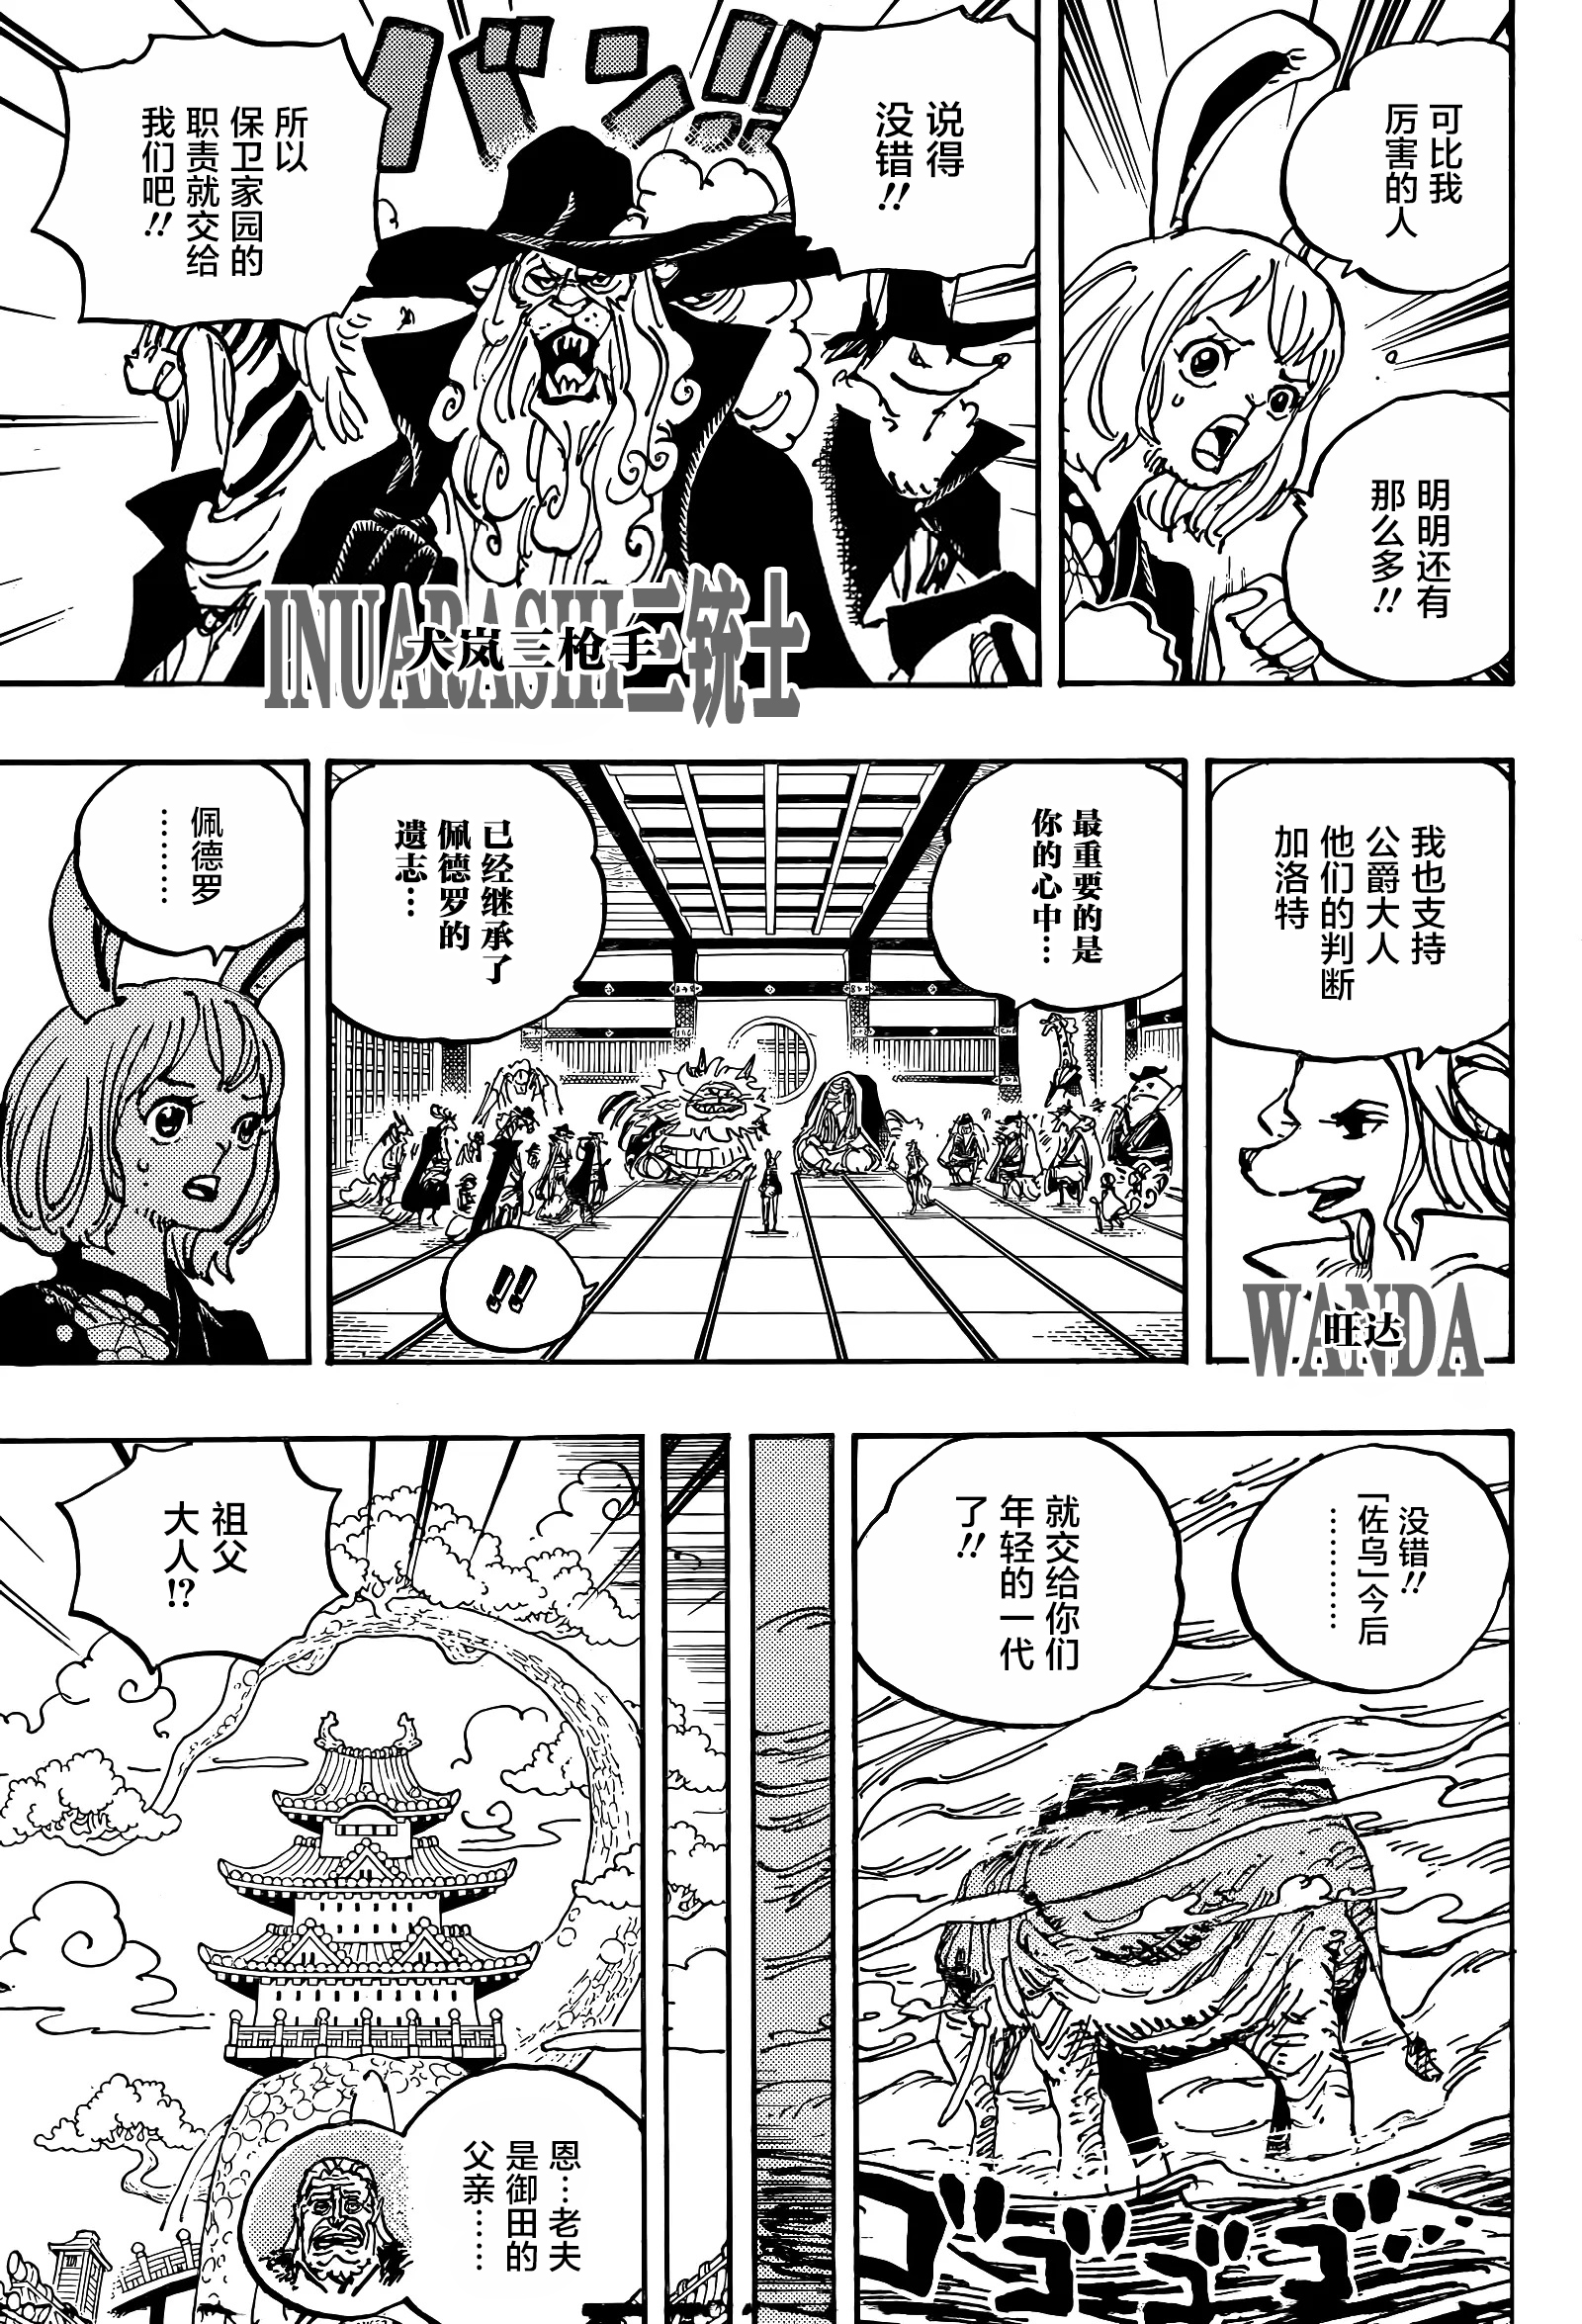 可比我
厉害的人
明明还有
那么多!!
バン!!
说得
没错!!
所以
保卫家园的
职责就交给
我们吧!!
INUARASHI三銃士
犬岚三枪手
我也支持
公爵大人
他们的判断
加洛特
WANDA
旺达
最重要的是
你的心中…
已经继承了
佩德罗的
遗志…
!!
佩德罗
………
没错!!
「佐乌」今后
…………
就交给你们
年轻的一代
了!!
ゴゴゴゴ…
祖父
大人!?
恩…老夫
是御田的
父亲……